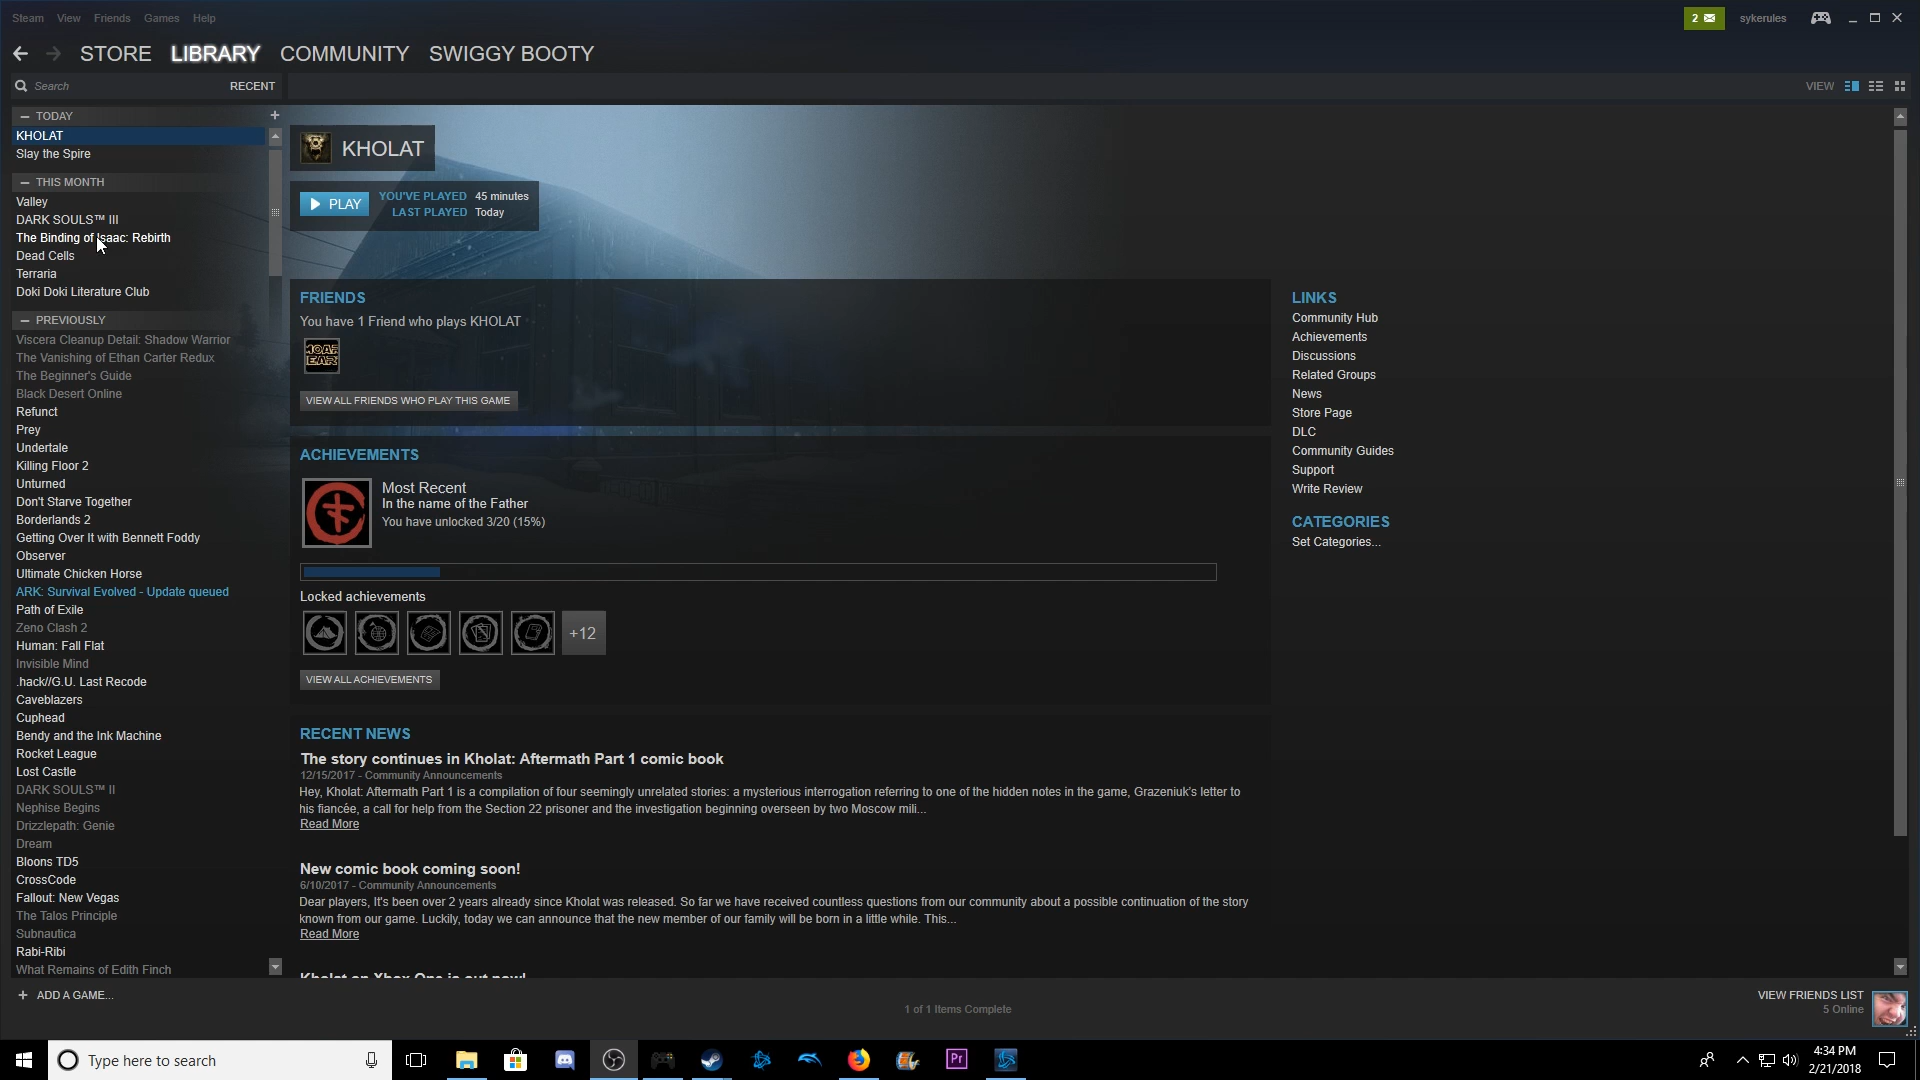 Steam View Friends Games Help
2 sykerules
STORE LIBRARY COMMUNITY SWIGGY BOOTY
Search RECENT
VIEW
TODAY
KHOLAT
Slay the Spire
THIS MONTH
Valley
DARK SOULS™ III
The Binding of Isaac: Rebirth
Dead Cells
Terraria
Doki Doki Literature Club
PREVIOUSLY
Viscera Cleanup Detail: Shadow Warrior
The Vanishing of Ethan Carter Redux
The Beginner's Guide
Black Desert Online
Refunct
Prey
Undertale
Killing Floor 2
Unturned
Don't Starve Together
Borderlands 2
Getting Over It with Bennett Foddy
Observer
Ultimate Chicken Horse
ARK: Survival Evolved - Update queued
Path of Exile
Zeno Clash 2
Human: Fall Flat
Invisible Mind
.hack//G.U. Last Recode
Caveblazers
Cuphead
Bendy and the Ink Machine
Rocket League
Lost Castle
DARK SOULS™ II
Nephise Begins
Drizzlepath: Genie
Dream
Bloons TD5
CrossCode
Fallout: New Vegas
The Talos Principle
Subnautica
Rabi-Ribi
What Remains of Edith Finch
+ ADD A GAME...
KHOLAT
PLAY
YOU'VE PLAYED 45 minutes
LAST PLAYED Today
FRIENDS
You have 1 Friend who plays KHOLAT
VIEW ALL FRIENDS WHO PLAY THIS GAME
ACHIEVEMENTS
Most Recent
In the name of the Father
You have unlocked 3/20 (15%)
Locked achievements
+12
VIEW ALL ACHIEVEMENTS
RECENT NEWS
The story continues in Kholat: Aftermath Part 1 comic book
12/15/2017 - Community Announcements
Hey, Kholat: Aftermath Part 1 is a compilation of four seemingly unrelated stories: a mysterious interrogation referring to one of the hidden notes in the game, Grazeniuk's letter to
his fiancée, a call for help from the Section 22 prisoner and the investigation beginning overseen by two Moscow mili...
Read More
New comic book coming soon!
6/10/2017 - Community Announcements
Dear players, It's been over 2 years already since Kholat was released. So far we have received countless questions from our community about a possible continuation of the story
known from our game. Luckily, today we can announce that the new member of our family will be born in a little while. This...
Read More
Kholat on Xbox One is out now!
LINKS
Community Hub
Achievements
Discussions
Related Groups
News
Store Page
DLC
Community Guides
Support
Write Review
CATEGORIES
Set Categories...
1 of 1 Items Complete
VIEW FRIENDS LIST
5 Online
Type here to search
Pr
4:34 PM
2/21/2018